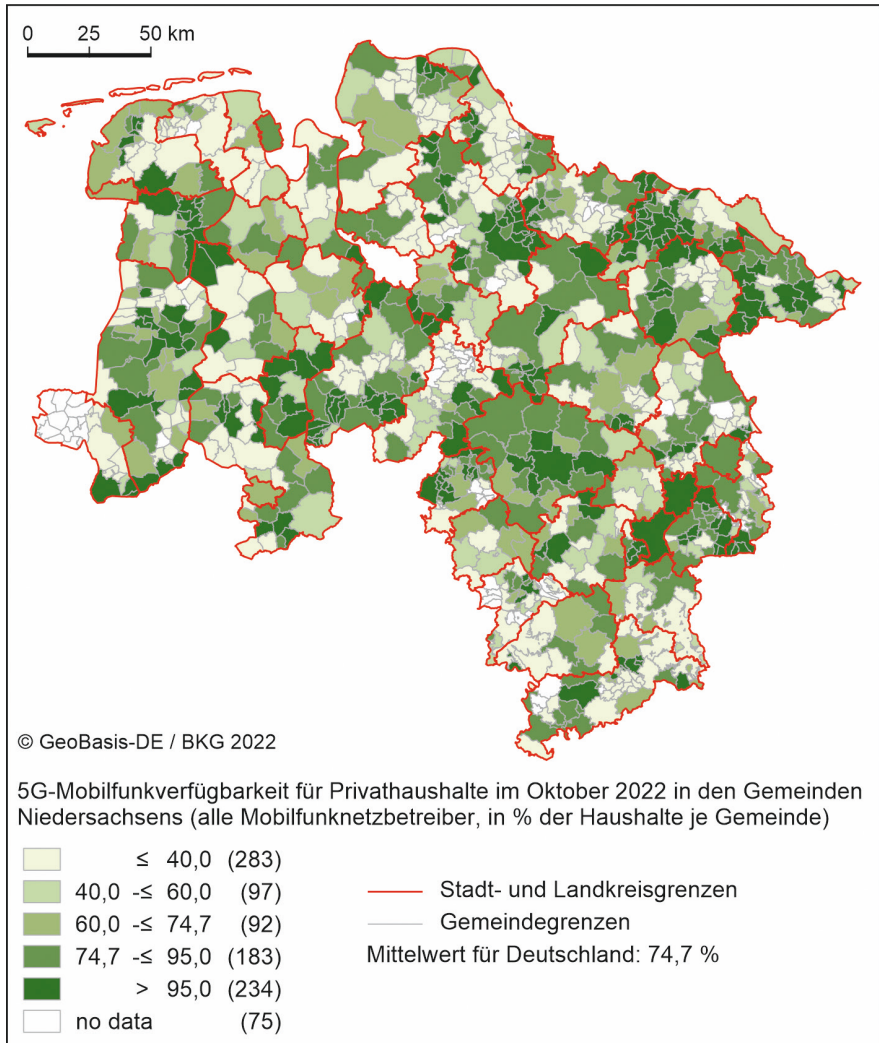 0 25 50 km
© GeoBasis-DE / BKG 2022
5G-Mobilfunkverfügbarkeit für Privathaushalte im Oktober 2022 in den Gemeinden
Niedersachsens (alle Mobilfunknetzbetreiber, in % der Haushalte je Gemeinde)
≤ 40,0 (283)
40,0 -≤ 60,0 (97)
60,0 -≤ 74,7 (92)
74,7 -≤ 95,0 (183)
> 95,0 (234)
no data (75)
Stadt- und Landkreisgrenzen
Gemeindegrenzen
Mittelwert für Deutschland: 74,7 %